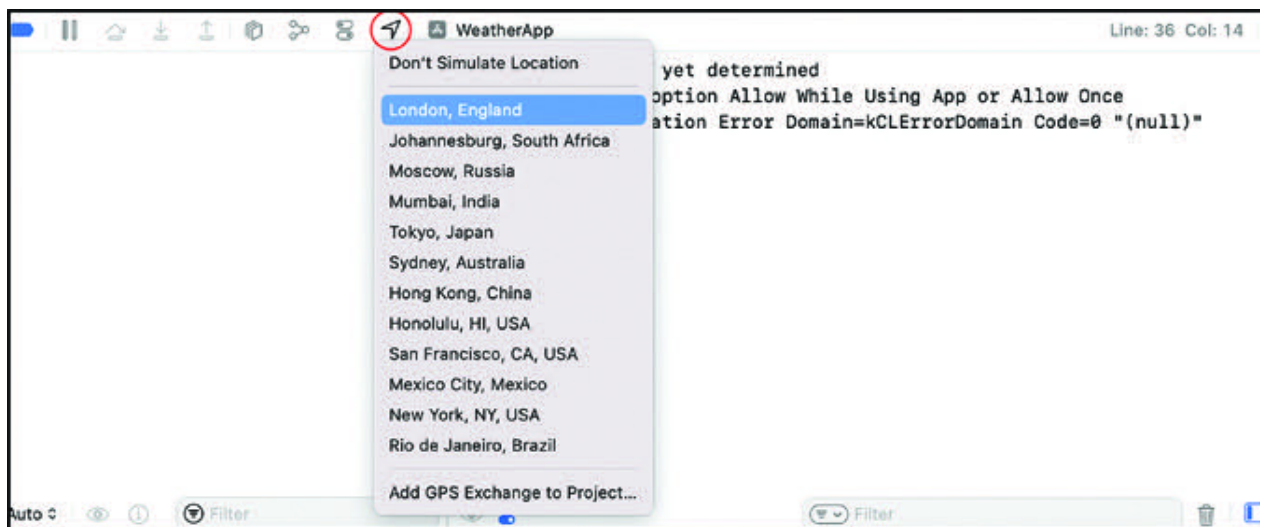 WeatherApp
Line: 36 Col: 14
Don't Simulate Location
London, England
Johannesburg, South Africa
Moscow, Russia
Mumbai, India
Tokyo, Japan
Sydney, Australia
Hong Kong, China
Honolulu, HI, USA
San Francisco, CA, USA
Mexico City, Mexico
New York, NY, USA
Rio de Janeiro, Brazil
Add GPS Exchange to Project...
yet determined
ption Allow While Using App or Allow Once
ation Error Domain=kCLErrorDomain Code=0 "(null)"
Auto
Filter
Filter